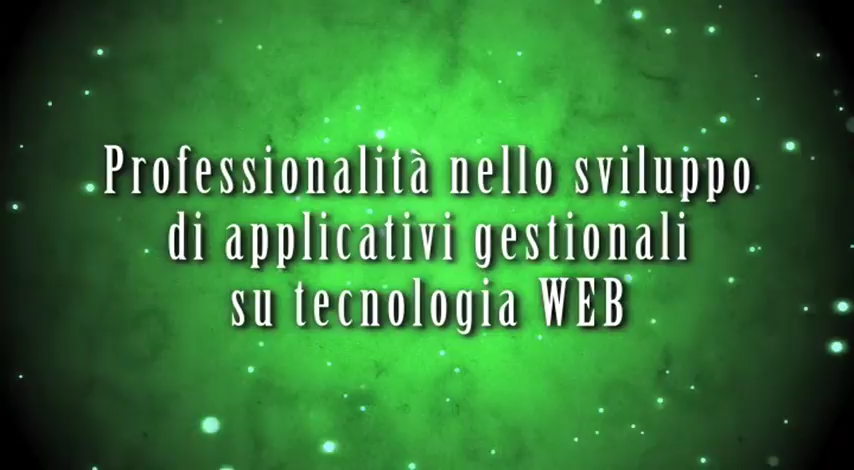 Professionalità nello sviluppo
di applicativi gestionali
su tecnologia WEB